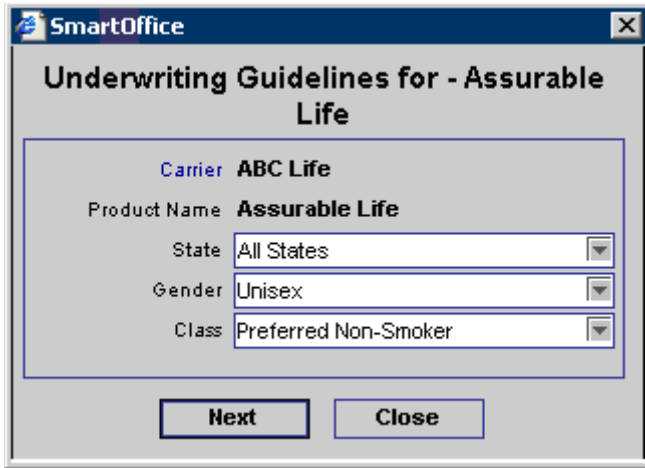 SmartOffice
Underwriting Guidelines for - Assurable
Life
Carrier ABC Life
Product Name Assurable Life
State All States
Gender Unisex
Class Preferred Non-Smoker
Next Close